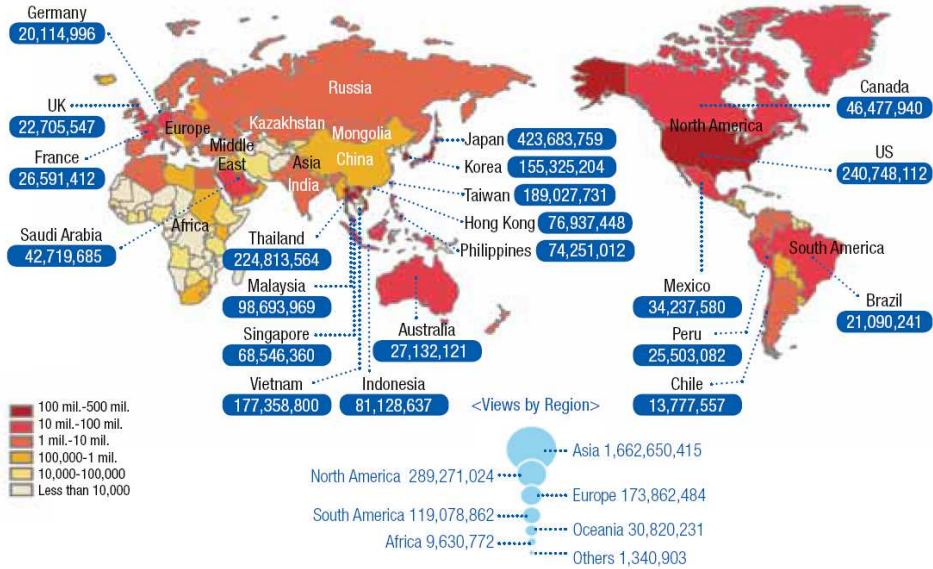 Germany
20,114,996
UK
22,705,547
France
26,591,412
Saudi Arabia
42,719,685
Europe
Russia
Kazakhstan
Mongolia
Middle
East
Asia
China
India
Africa
Japan 423,683,759
Korea 155,325,204
Taiwan 189,027,731
Hong Kong 76,937,448
Philippines 74,251,012
Thailand
224,813,564
Malaysia
98,693,969
Singapore
68,546,360
Vietnam
177,358,800
Indonesia
81,128,637
Australia
27,132,121
Canada
46,477,940
North America
US
240,748,112
South America
Mexico
34,237,580
Brazil
21,090,241
Peru
25,503,082
Chile
13,777,557
100 mil.-500 mil.
10 mil.-100 mil.
1 mil.-10 mil.
100,000-1 mil.
10,000-100,000
Less than 10,000
<Views by Region>
Asia 1,662,650,415
North America 289,271,024
Europe 173,862,484
South America 119,078,862
Oceania 30,820,231
Africa 9,630,772
Others 1,340,903